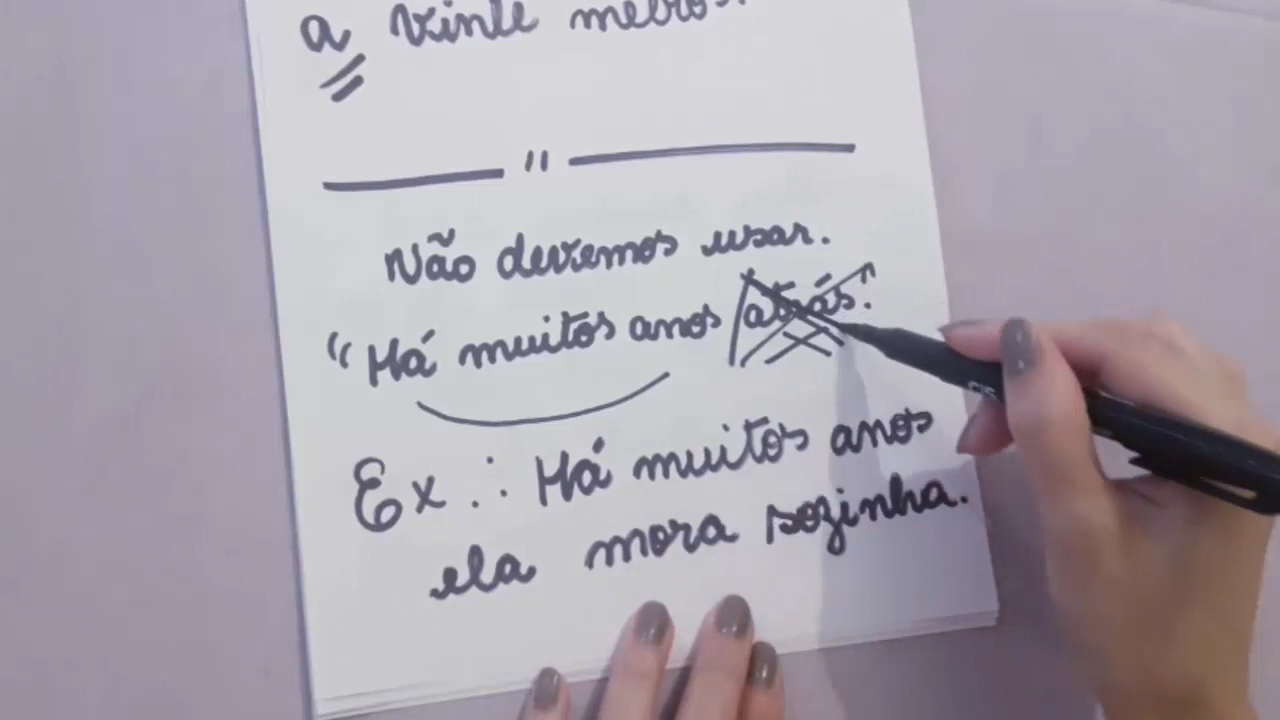 a vinte metros.
"
Não devemos usar.
"Há muitos anos atrás."
Ex.: Há muitos anos
ela mora sozinha.